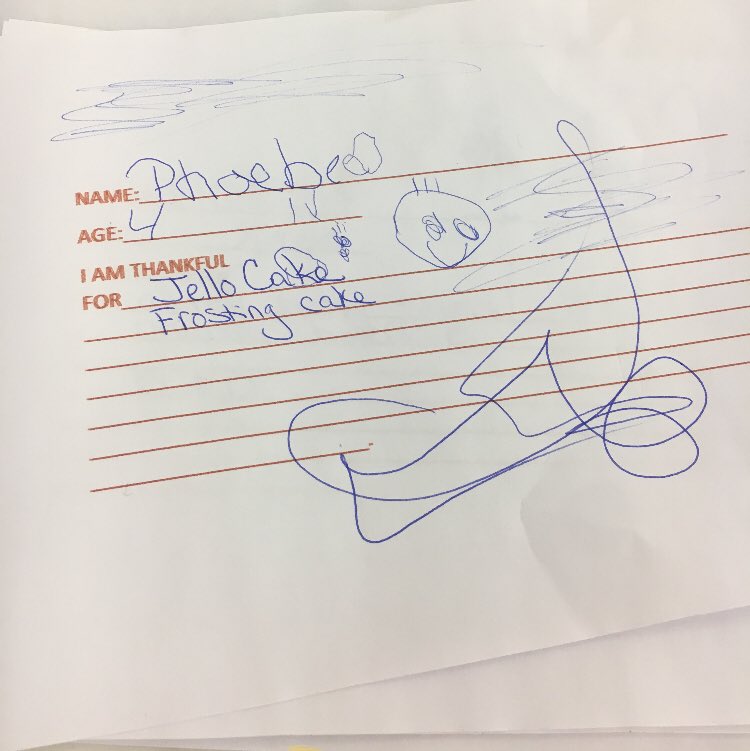 NAME: Phoebe
AGE: 4
I AM THANKFUL
FOR Jello Cake
Frosting cake